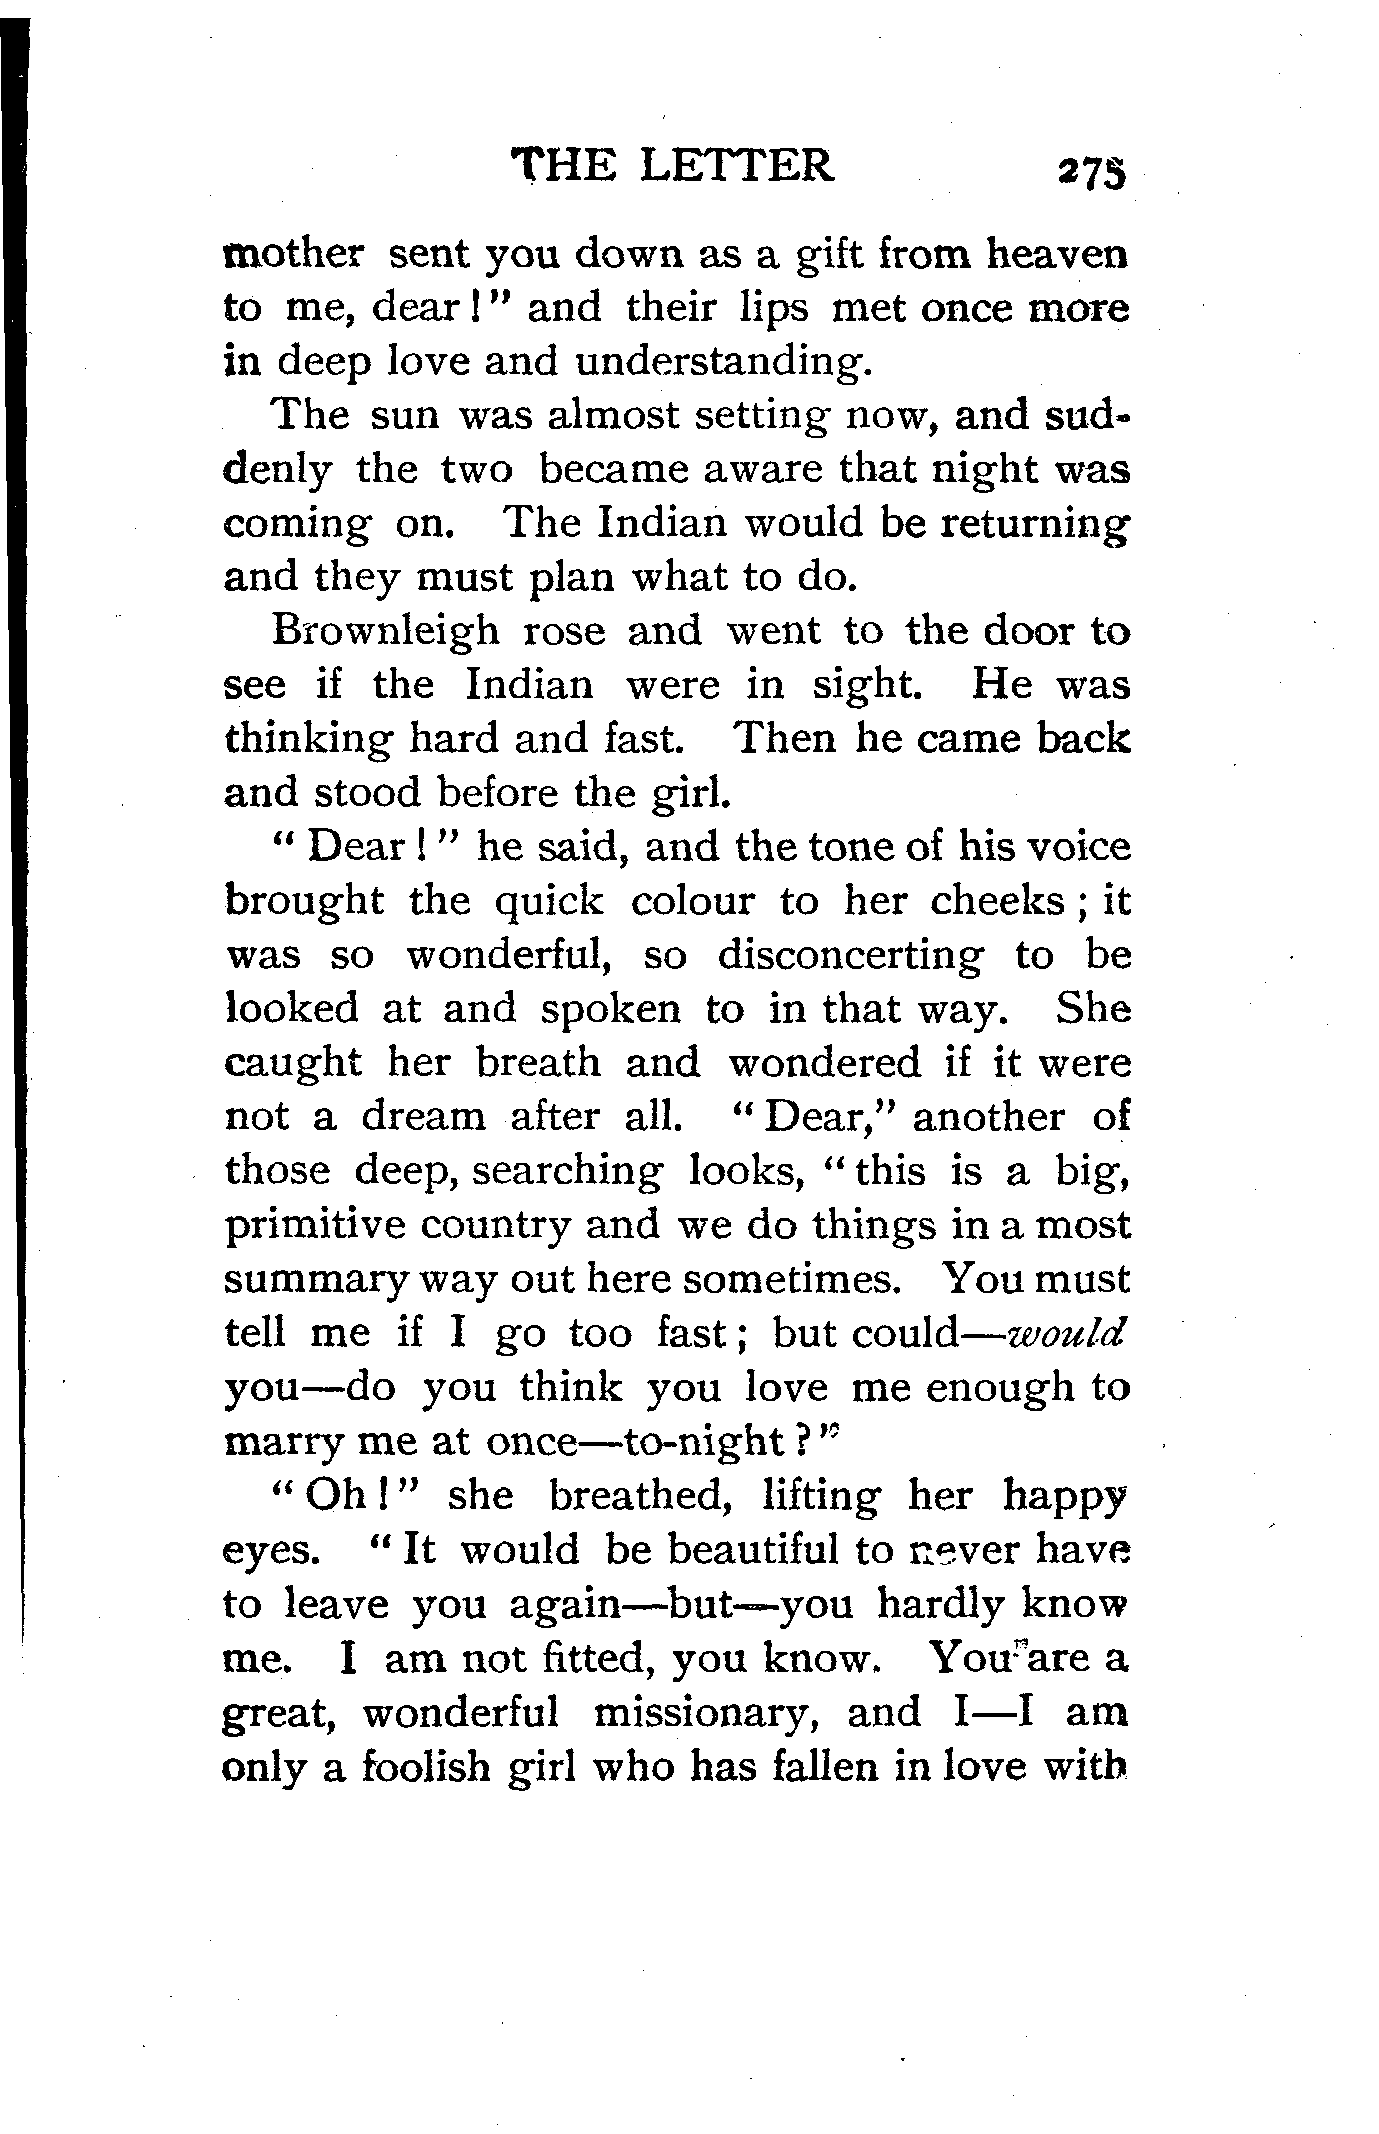 THE LETTER 275
mother sent you down as a gift from heaven
to me, dear!" and their lips met once more
in deep love and understanding.
The sun was almost setting now, and sud-
denly the two became aware that night was
coming on. The Indian would be returning
and they must plan what to do.
Brownleigh rose and went to the door to
see if the Indian were in sight. He was
thinking hard and fast. Then he came back
and stood before the girl.
"Dear!" he said, and the tone of his voice
brought the quick colour to her cheeks; it
was so wonderful, so disconcerting to be
looked at and spoken to in that way. She
caught her breath and wondered if it were
not a dream after all. "Dear," another of
those deep, searching looks, "this is a big,
primitive country and we do things in a most
summary way out here sometimes. You must
tell me if I go too fast; but could—would
you—do you think you love me enough to
marry me at once—to-night?"
"Oh!" she breathed, lifting her happy
eyes. "It would be beautiful to never have
to leave you again—but—you hardly know
me. I am not fitted, you know. You are a
great, wonderful missionary, and I—I am
only a foolish girl who has fallen in love with